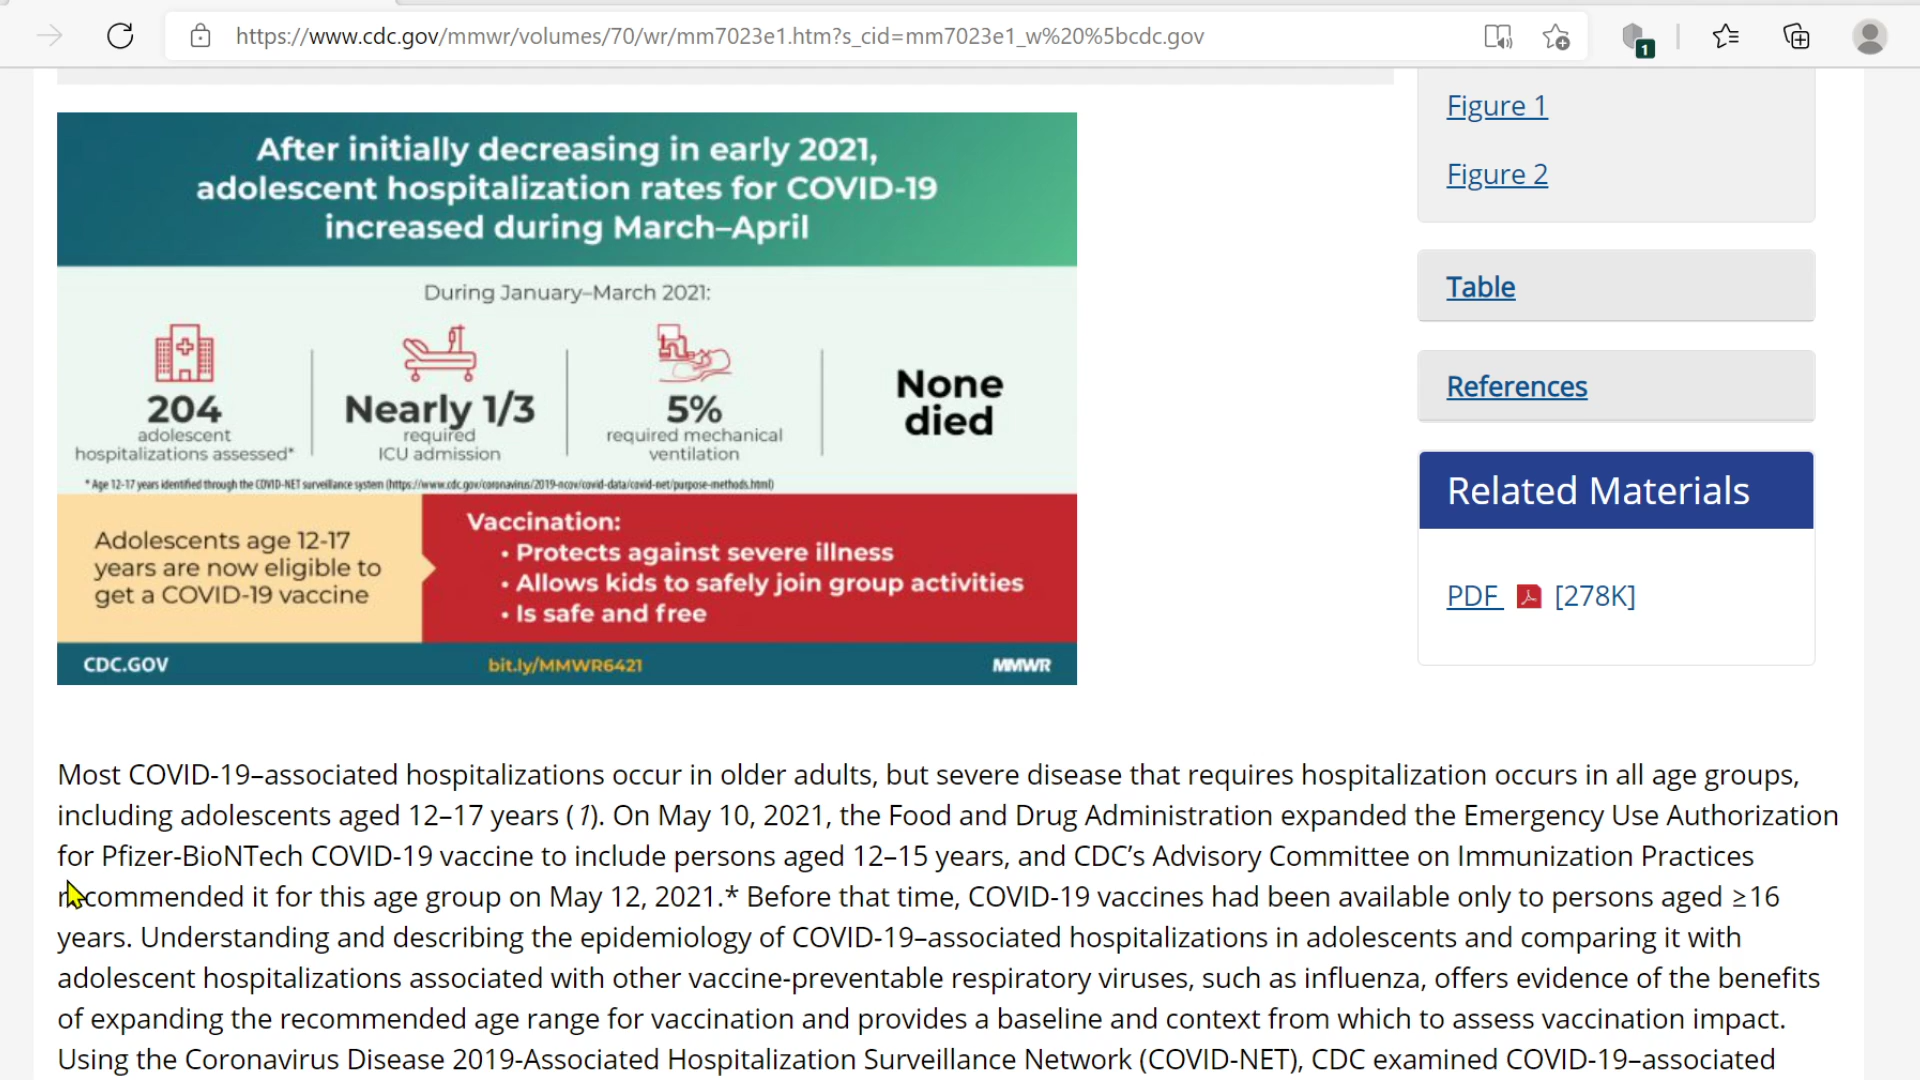 https://www.cdc.gov/mmwr/volumes/70/wr/mm7023e1.htm?s_cid=mm7023e1_w%20%5bcdc.gov
1
After initially decreasing in early 2021,
adolescent hospitalization rates for COVID-19
increased during March–April
During January–March 2021:
204
adolescent
hospitalizations assessed*
Nearly 1/3
required
ICU admission
5%
required mechanical
ventilation
None
died
* Age 12-17 years identified through the COVID-NET surveillance system (https://www.cdc.gov/coronavirus/2019-ncov/covid-data/covid-net/purpose-methods.html)
Adolescents age 12-17
years are now eligible to
get a COVID-19 vaccine
Vaccination:
• Protects against severe illness
• Allows kids to safely join group activities
• Is safe and free
CDC.GOV
bit.ly/MMWR6421
MMWR
Figure 1
Figure 2
Table
References
Related Materials
PDF [278K]
Most COVID-19–associated hospitalizations occur in older adults, but severe disease that requires hospitalization occurs in all age groups,
including adolescents aged 12–17 years (1). On May 10, 2021, the Food and Drug Administration expanded the Emergency Use Authorization
for Pfizer-BioNTech COVID-19 vaccine to include persons aged 12–15 years, and CDC’s Advisory Committee on Immunization Practices
recommended it for this age group on May 12, 2021.* Before that time, COVID-19 vaccines had been available only to persons aged ≥16
years. Understanding and describing the epidemiology of COVID-19–associated hospitalizations in adolescents and comparing it with
adolescent hospitalizations associated with other vaccine-preventable respiratory viruses, such as influenza, offers evidence of the benefits
of expanding the recommended age range for vaccination and provides a baseline and context from which to assess vaccination impact.
Using the Coronavirus Disease 2019-Associated Hospitalization Surveillance Network (COVID-NET), CDC examined COVID-19–associated